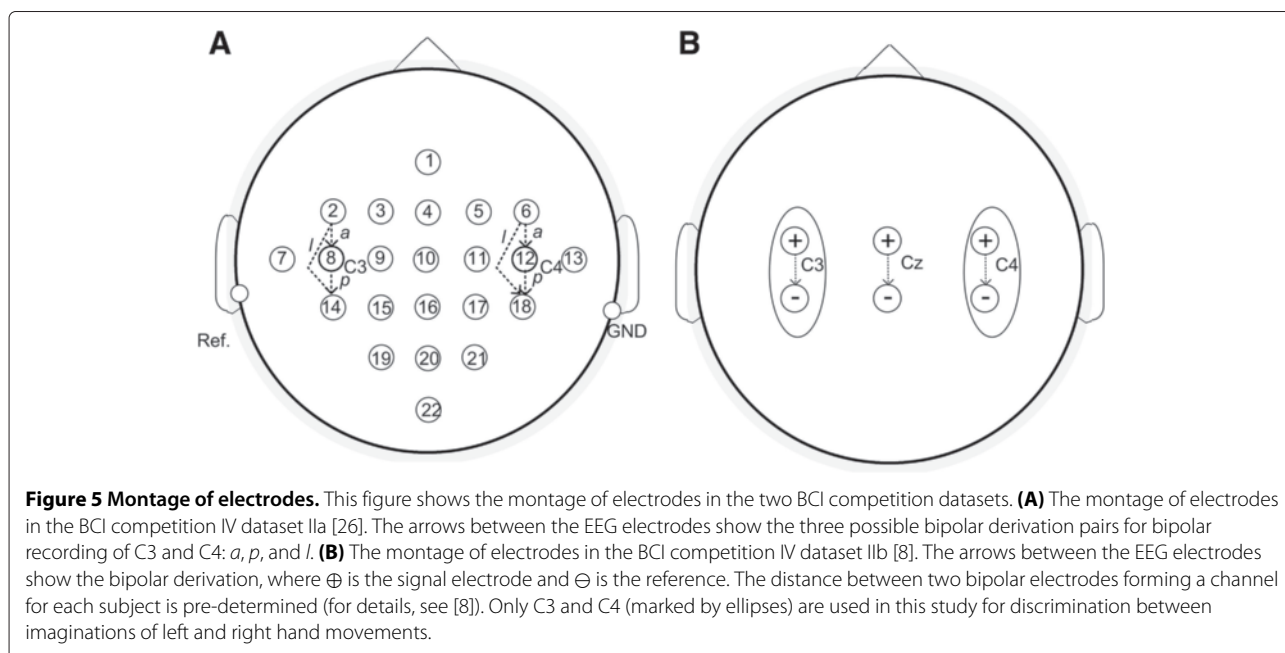 A B
1
2 3 4 5 6
a a
l l
7 8 C3 9 10 11 12 C4 13
p p
14 15 16 17 18
19 20 21
22
Ref.
GND
+ + +
C3 Cz C4
- - -
Figure 5 Montage of electrodes. This figure shows the montage of electrodes in the two BCI competition datasets. (A) The montage of electrodes
in the BCI competition IV dataset IIa [26]. The arrows between the EEG electrodes show the three possible bipolar derivation pairs for bipolar
recording of C3 and C4: a, p, and l. (B) The montage of electrodes in the BCI competition IV dataset IIb [8]. The arrows between the EEG electrodes
show the bipolar derivation, where ⊕ is the signal electrode and ⊖ is the reference. The distance between two bipolar electrodes forming a channel
for each subject is pre-determined (for details, see [8]). Only C3 and C4 (marked by ellipses) are used in this study for discrimination between
imaginations of left and right hand movements.